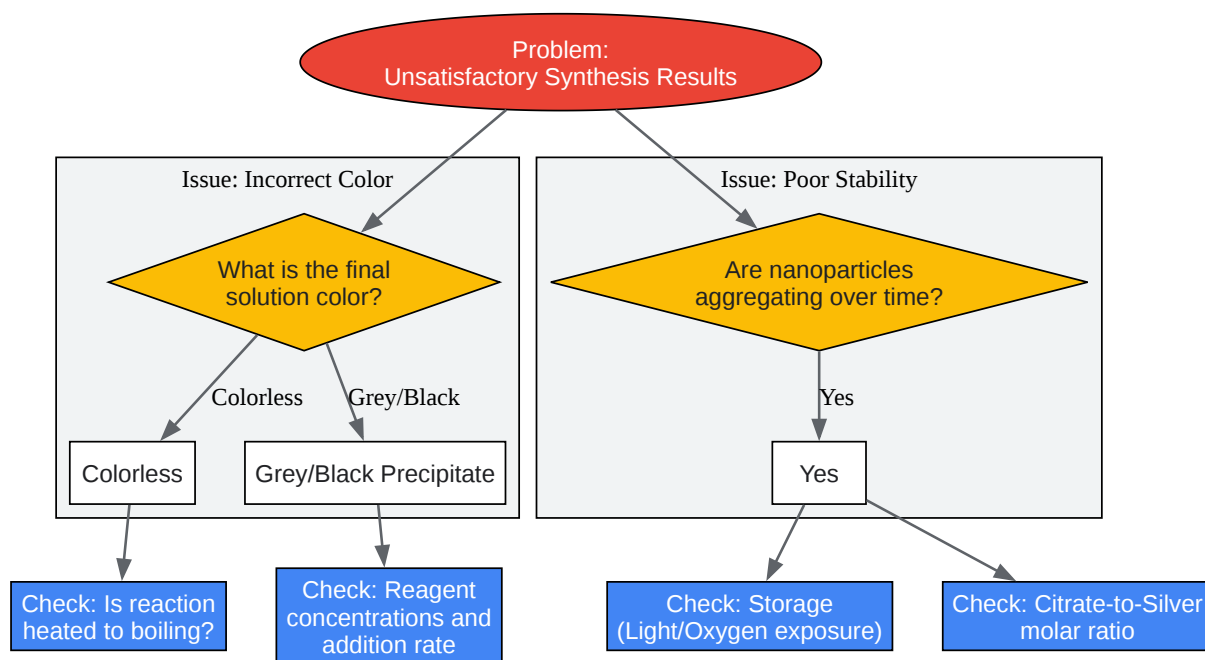 Problem:
Unsatisfactory Synthesis Results
Issue: Incorrect Color
Issue: Poor Stability
What is the final
solution color?
Are nanoparticles
aggregating over time?
Colorless
Grey/Black
Yes
Colorless
Grey/Black Precipitate
Yes
Check: Is reaction
heated to boiling?
Check: Reagent
concentrations and
addition rate
Check: Storage
(Light/Oxygen exposure)
Check: Citrate-to-Silver
molar ratio